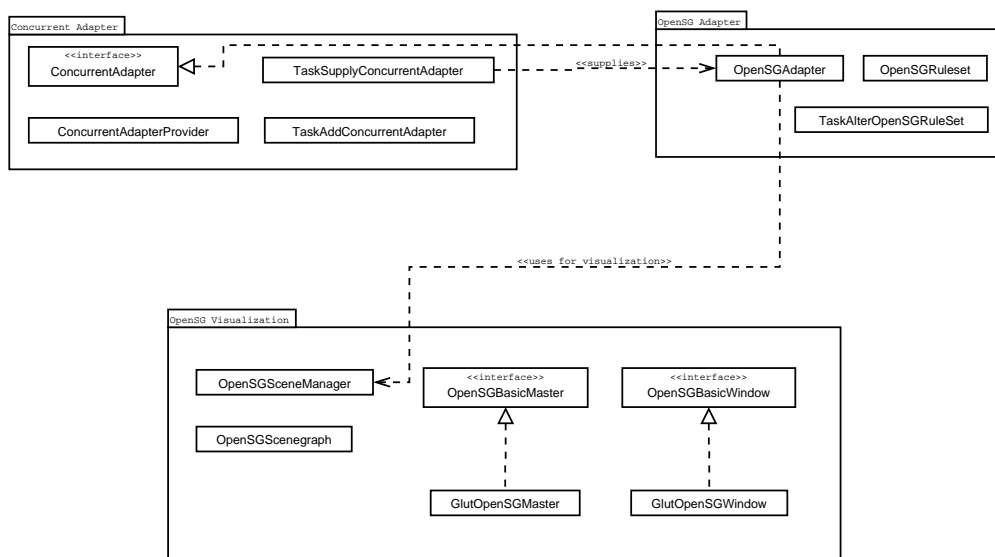 Concurrent Adapter
<<interface>>
ConcurrentAdapter
TaskSupplyConcurrentAdapter
ConcurrentAdapterProvider
TaskAddConcurrentAdapter
<<supplies>>
OpenSG Adapter
OpenSGAdapter
OpenSGRuleset
TaskAlterOpenSGRuleSet
<<uses for visualization>>
OpenSG Visualization
OpenSGSceneManager
<<interface>>
OpenSGBasicMaster
<<interface>>
OpenSGBasicWindow
OpenSGScenegraph
GlutOpenSGMaster
GlutOpenSGWindow